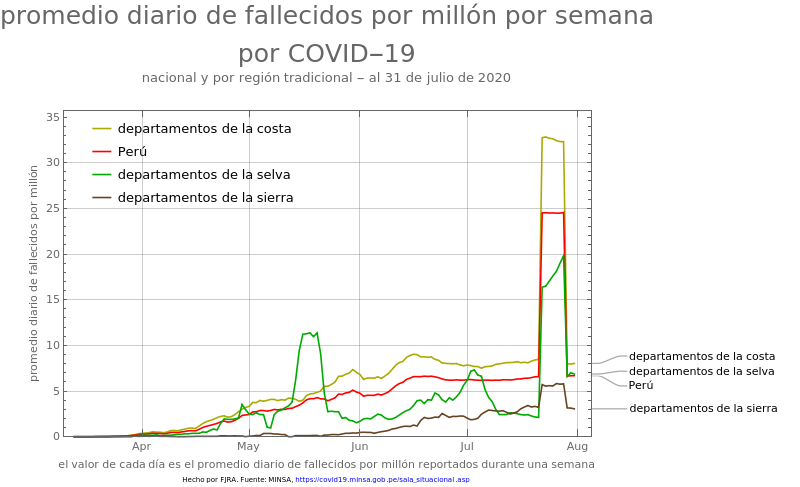 promedio diario de fallecidos por millón por semana
por COVID−19
nacional y por región tradicional − al 31 de julio de 2020
departamentos de la costa
Perú
departamentos de la selva
departamentos de la sierra
promedio diario de fallecidos por millón
35
30
25
20
15
10
5
0
Apr
May
Jun
Jul
Aug
departamentos de la costa
departamentos de la selva
Perú
departamentos de la sierra
el valor de cada día es el promedio diario de fallecidos por millón reportados durante una semana
Hecho por FJRA. Fuente: MINSA, https://covid19.minsa.gob.pe/sala_situacional.asp